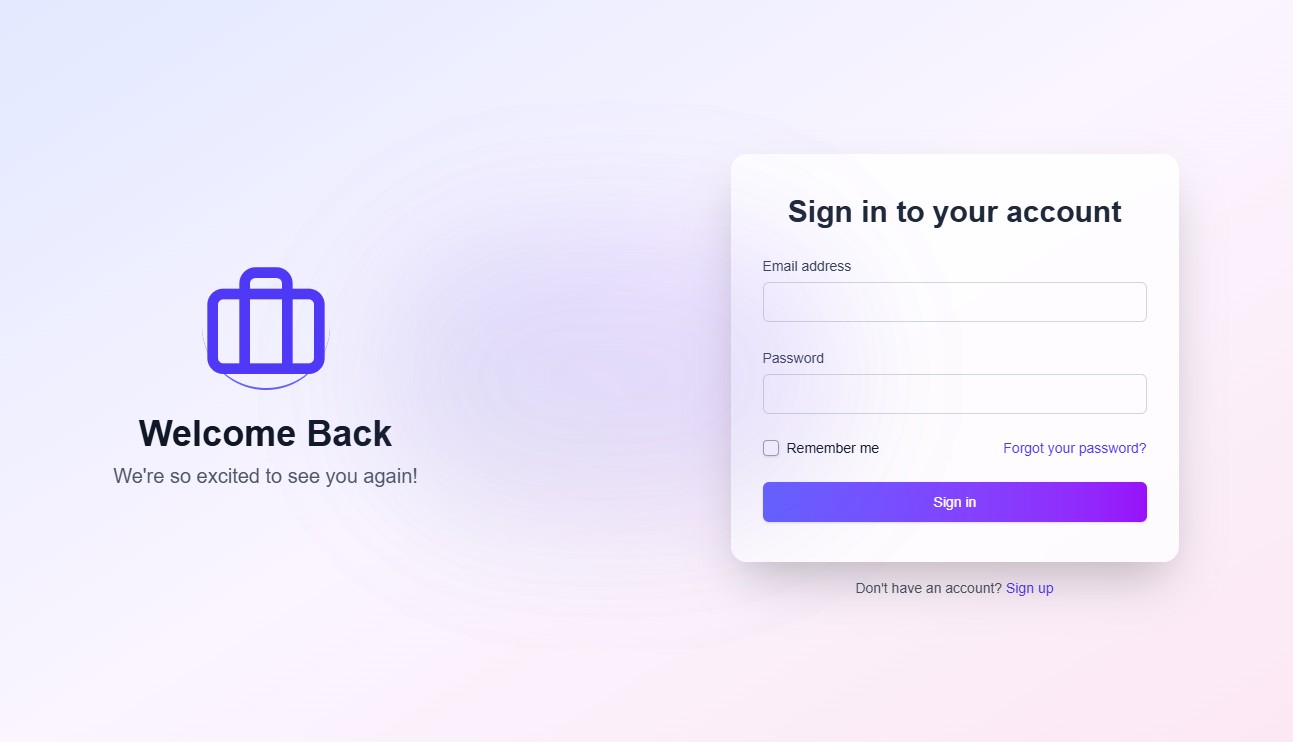 Welcome Back
We're so excited to see you again!
Sign in to your account
Email address
Password
Remember me
Forgot your password?
Sign in
Don't have an account? Sign up